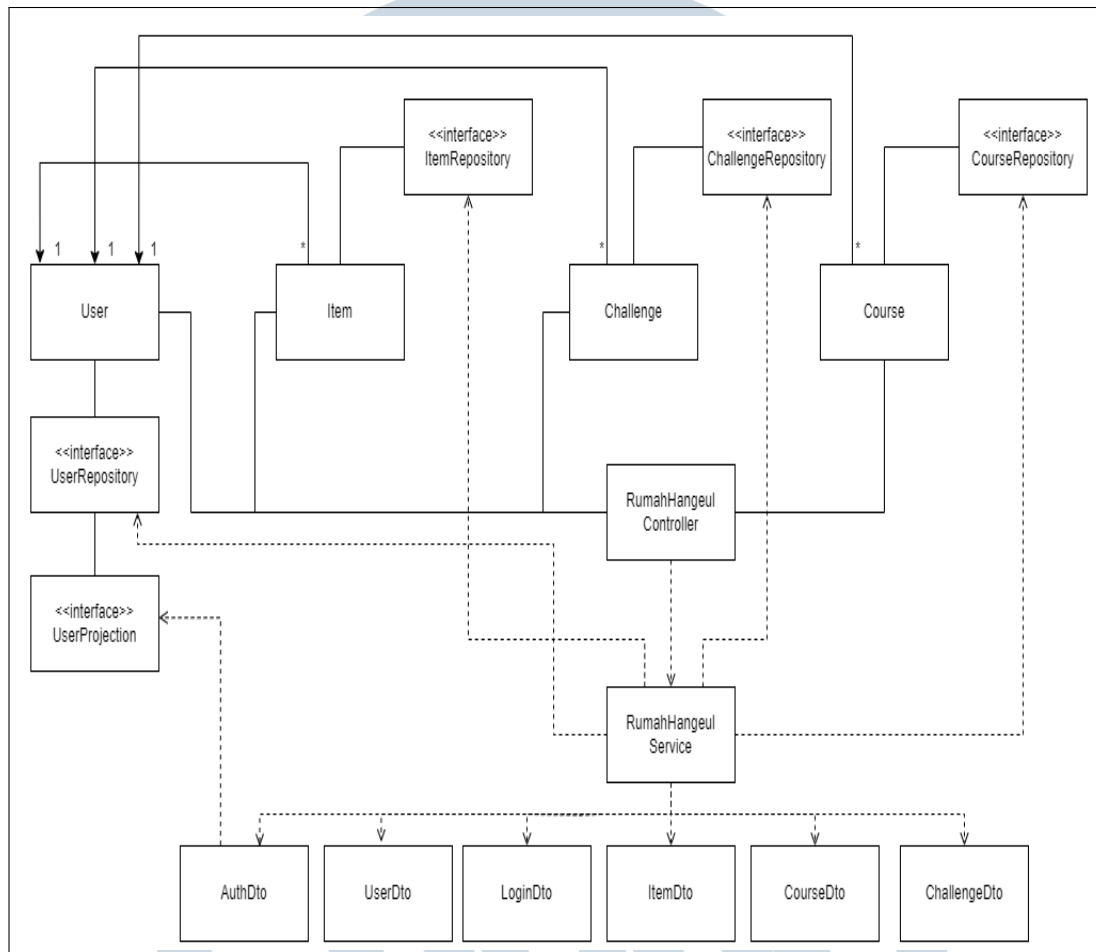 <<interface>>
ItemRepository
<<interface>>
ChallengeRepository
<<interface>>
CourseRepository
1
1
1
*
*
*
User
Item
Challenge
Course
<<interface>>
UserRepository
RumahHangeul
Controller
<<interface>>
UserProjection
RumahHangeul
Service
AuthDto
UserDto
LoginDto
ItemDto
CourseDto
ChallengeDto